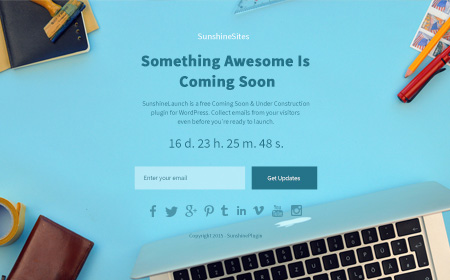 SunshineSites
Something Awesome Is
Coming Soon
SunshineLaunch is a free Coming Soon & Under Construction
plugin for WordPress. Collect emails from your visitors
even before you're ready to launch.
16 d. 23 h. 25 m. 48 s.
Enter your email
Get Updates
Copyright 2015 · SunshinePlugin